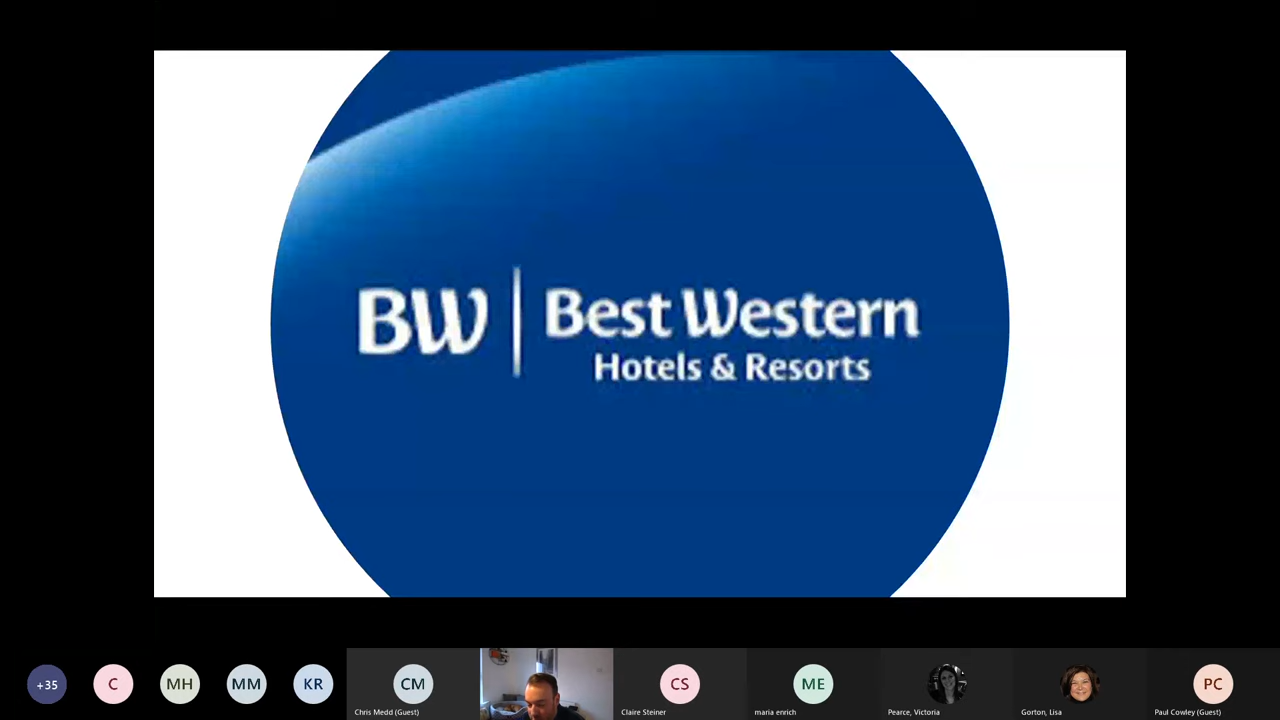 BW | Best Western
Hotels & Resorts
+35
C
MH
MM
KR
CM
CS
ME
PC
Chris Medd (Guest)
Claire Steiner
maria enrich
Pearce, Victoria
Gorton, Lisa
Paul Cowley (Guest)